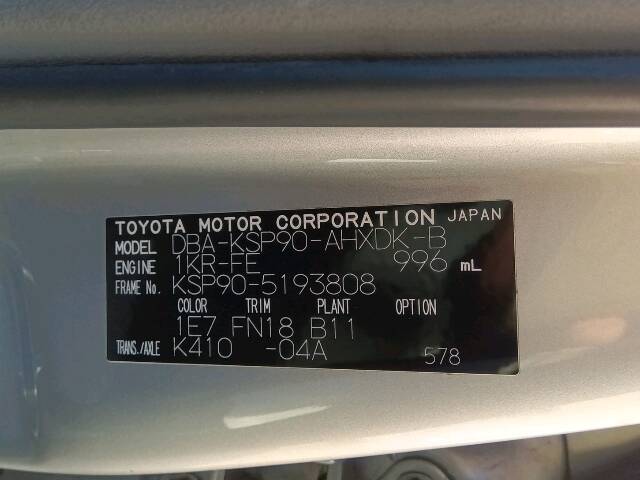 TOYOTA MOTOR CORPORATION JAPAN
MODEL DBA-KSP90-AHXDK-B
ENGINE 1KR-FE 996 mL
FRAME No. KSP90-5193808
COLOR TRIM PLANT OPTION
1E7 FN18 B11
TRANS./AXLE K410 -04A 578